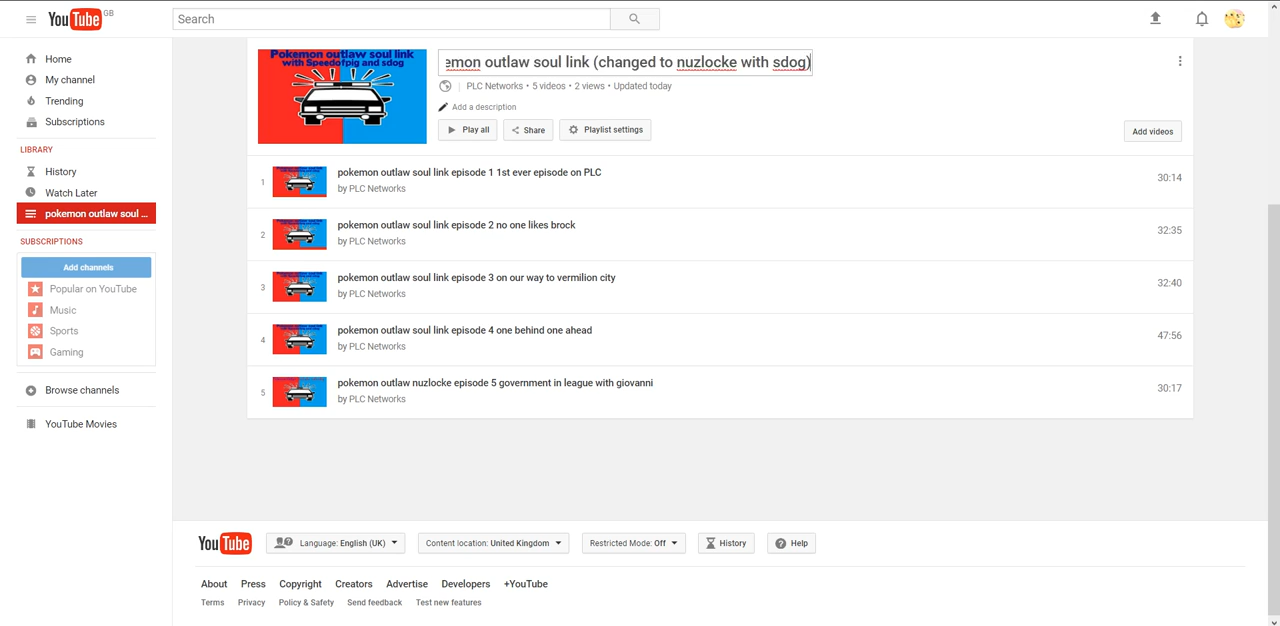 YouTube GB
Search
Home
My channel
Trending
Subscriptions
LIBRARY
History
Watch Later
pokemon outlaw soul ...
SUBSCRIPTIONS
Add channels
Popular on YouTube
Music
Sports
Gaming
Browse channels
YouTube Movies
Pokemon outlaw soul link
with Speedofpig and sdog
emon outlaw soul link (changed to nuzlocke with sdog)
PLC Networks • 5 videos • 2 views • Updated today
Add a description
Play all
Share
Playlist settings
Add videos
1
pokemon outlaw soul link episode 1 1st ever episode on PLC
by PLC Networks
30:14
2
pokemon outlaw soul link episode 2 no one likes brock
by PLC Networks
32:35
3
pokemon outlaw soul link episode 3 on our way to vermilion city
by PLC Networks
32:40
4
pokemon outlaw soul link episode 4 one behind one ahead
by PLC Networks
47:56
5
pokemon outlaw nuzlocke episode 5 government in league with giovanni
by PLC Networks
30:17
YouTube
Language: English (UK)
Content location: United Kingdom
Restricted Mode: Off
History
Help
About Press Copyright Creators Advertise Developers +YouTube
Terms Privacy Policy & Safety Send feedback Test new features